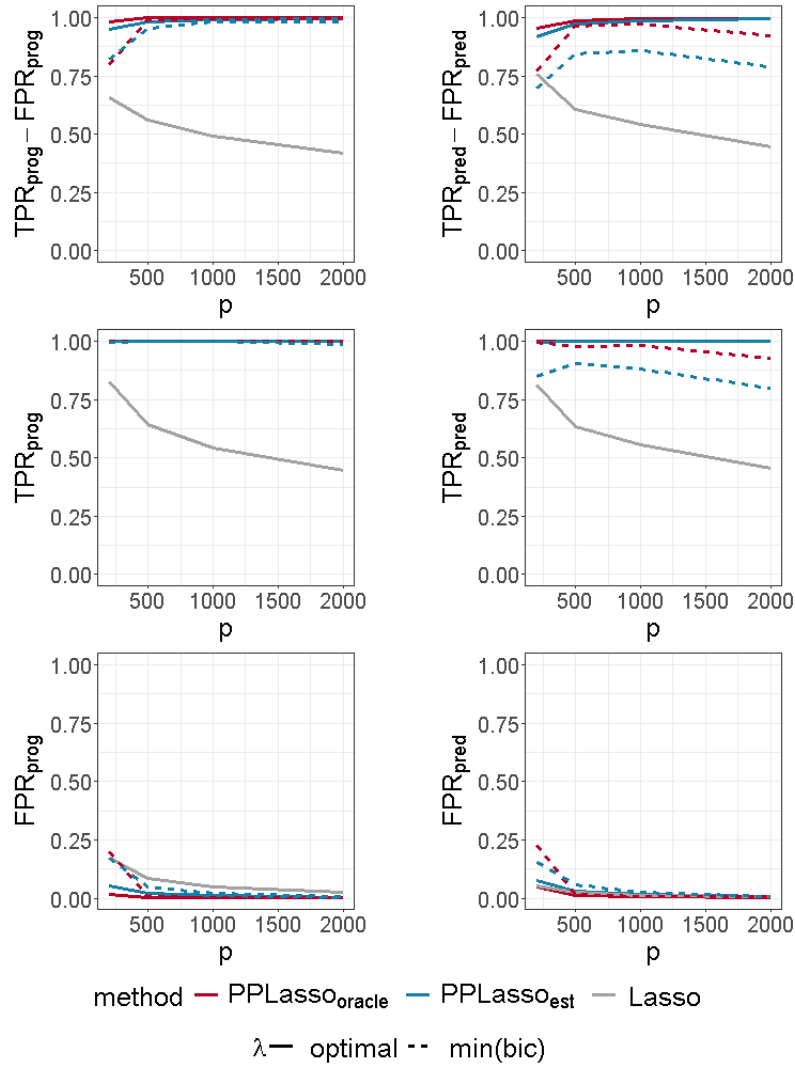 TPRprog − FPRprog
1.00
0.75
0.50
0.25
0.00
500 1000 1500 2000
p
TPRpred − FPRpred
1.00
0.75
0.50
0.25
0.00
500 1000 1500 2000
p
TPRprog
1.00
0.75
0.50
0.25
0.00
500 1000 1500 2000
p
TPRpred
1.00
0.75
0.50
0.25
0.00
500 1000 1500 2000
p
FPRprog
1.00
0.75
0.50
0.25
0.00
500 1000 1500 2000
p
FPRpred
1.00
0.75
0.50
0.25
0.00
500 1000 1500 2000
p
method PPLassooracle PPLassoest Lasso
λ optimal min(bic)